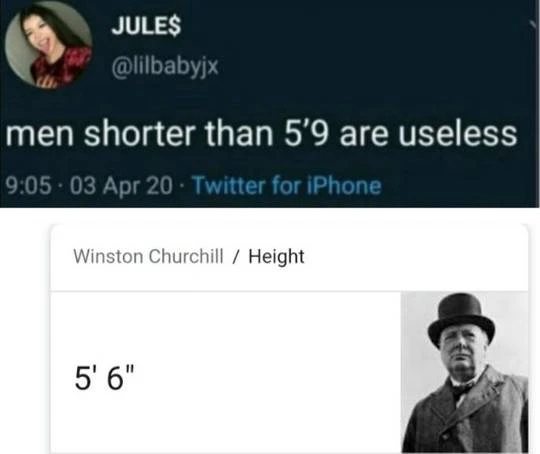 JULE$
@lilbabyjx
men shorter than 5'9 are useless
9:05 · 03 Apr 20 · Twitter for iPhone
Winston Churchill / Height
5' 6"